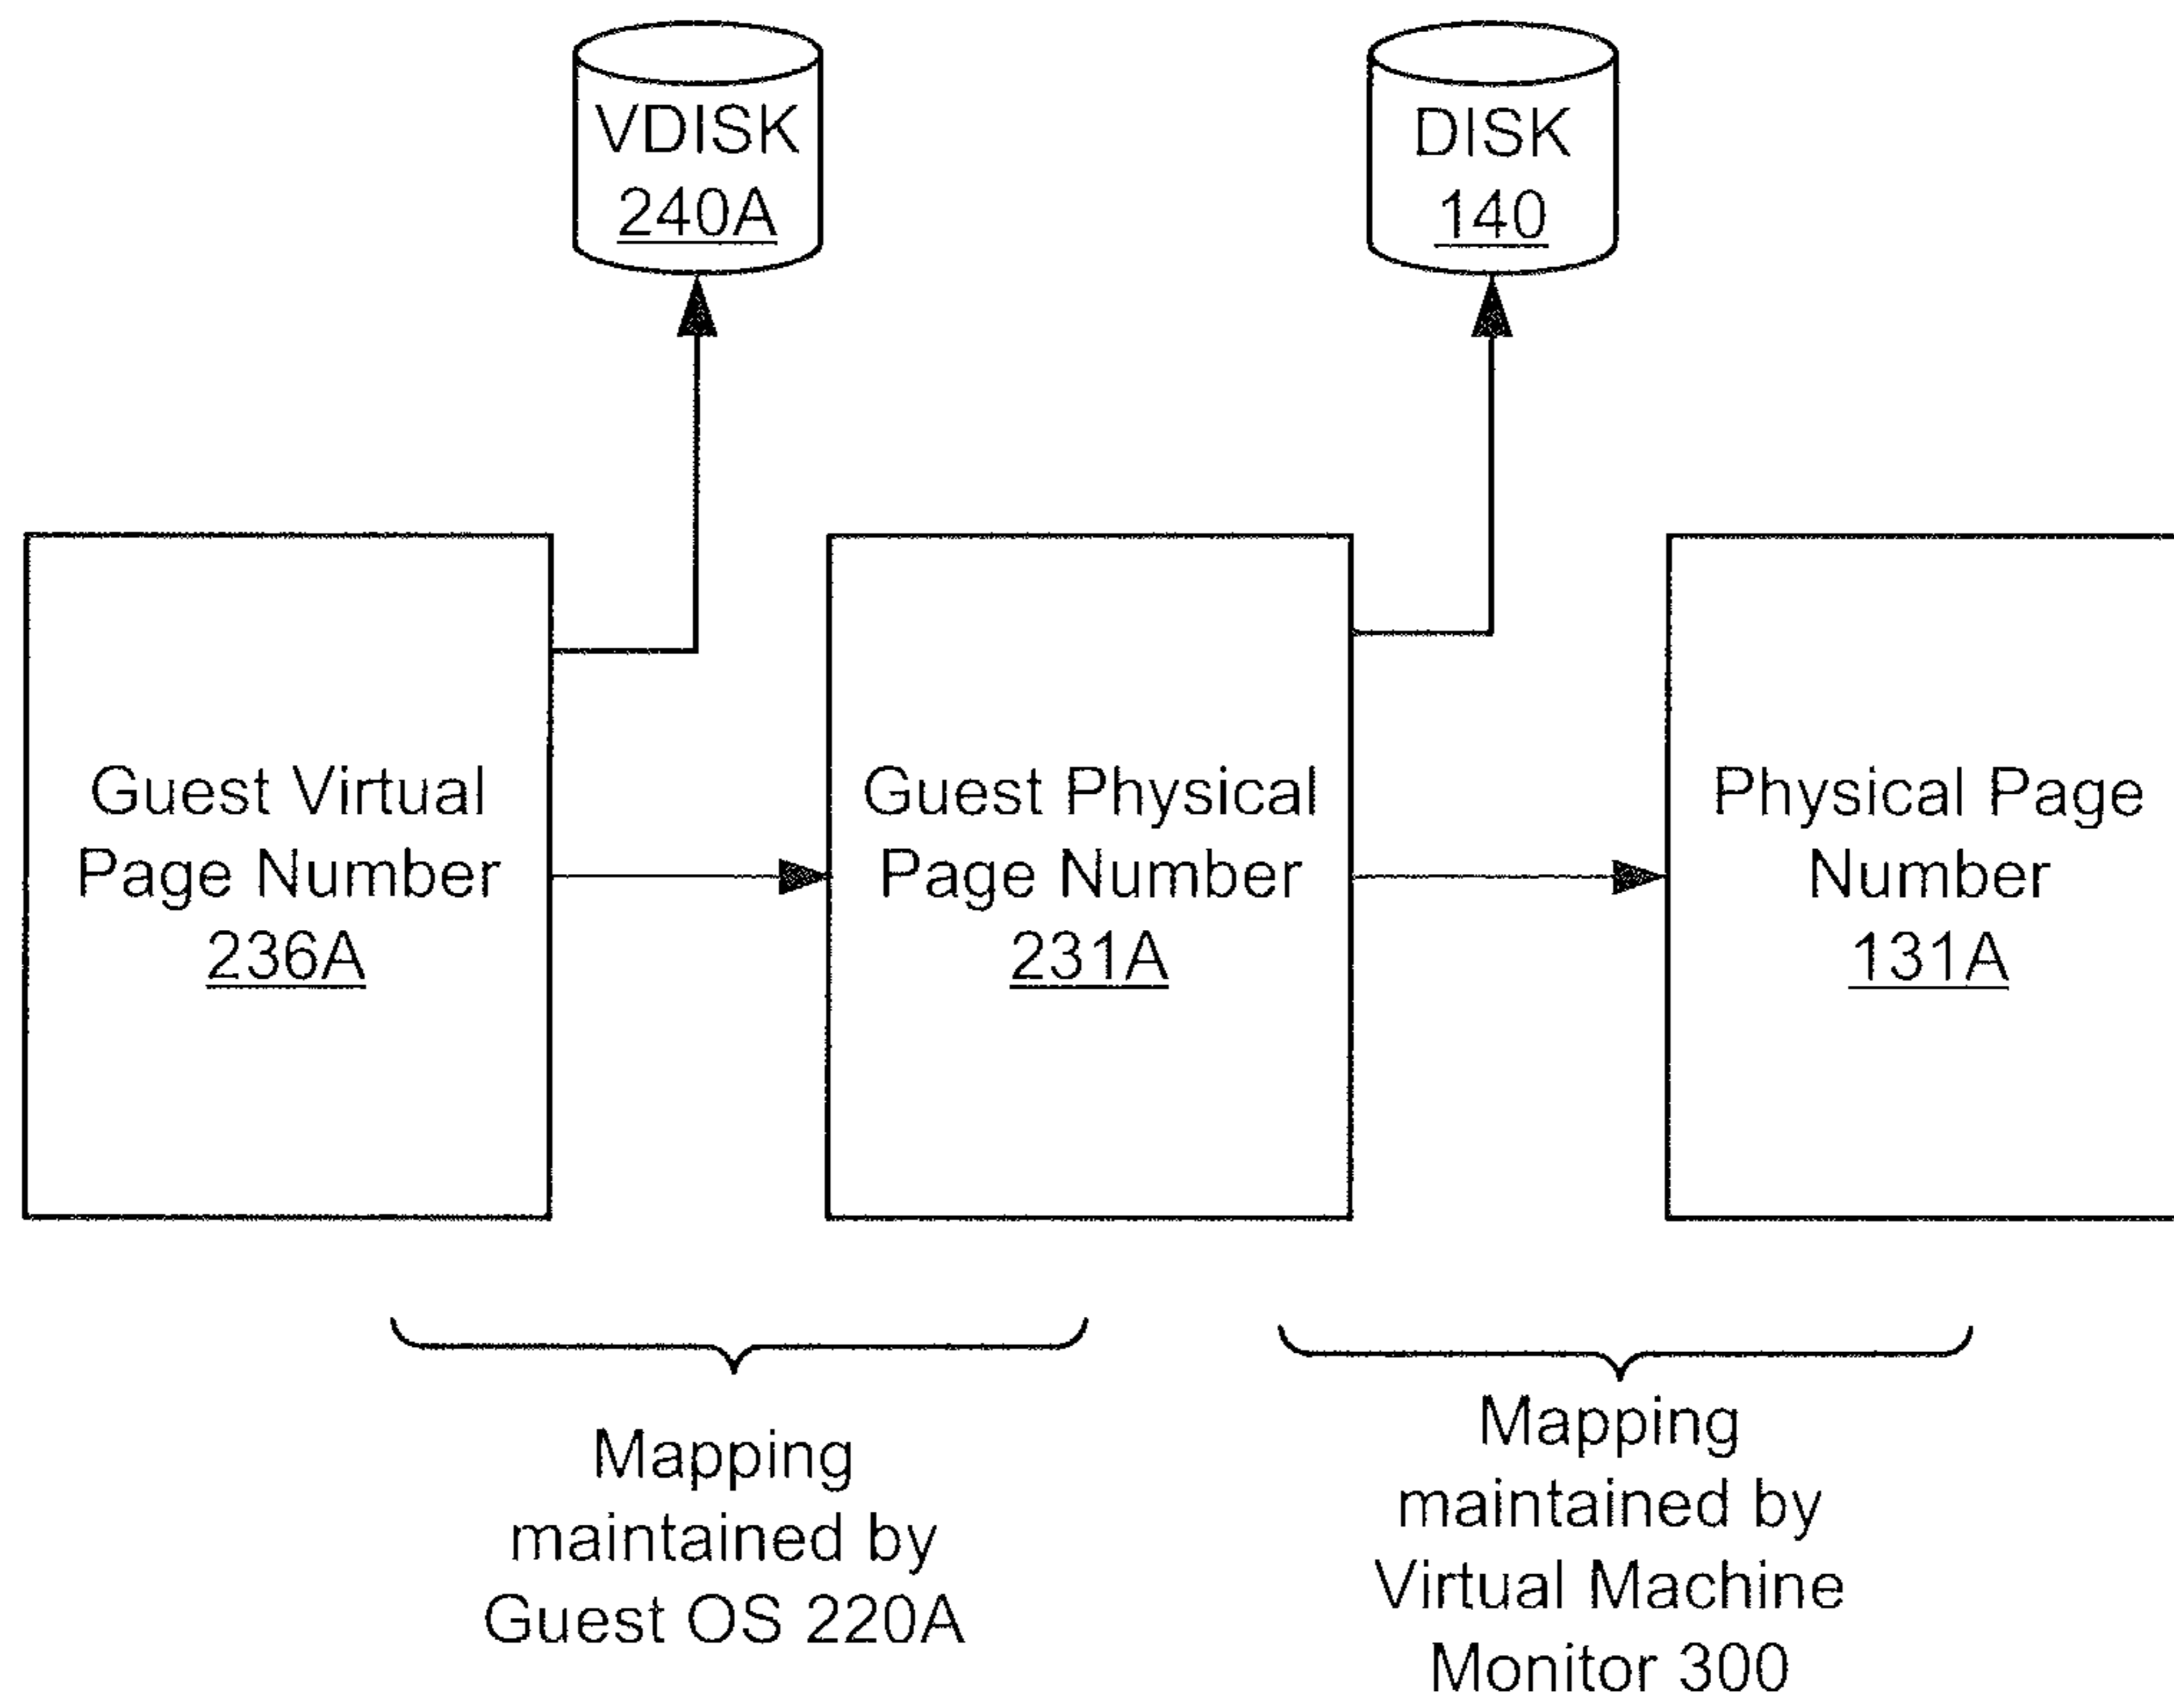 VDISK
240A
DISK
140
Guest Virtual
Page Number
236A
Guest Physical
Page Number
231A
Physical Page
Number
131A
Mapping
maintained by
Guest OS 220A
Mapping
maintained by
Virtual Machine
Monitor 300